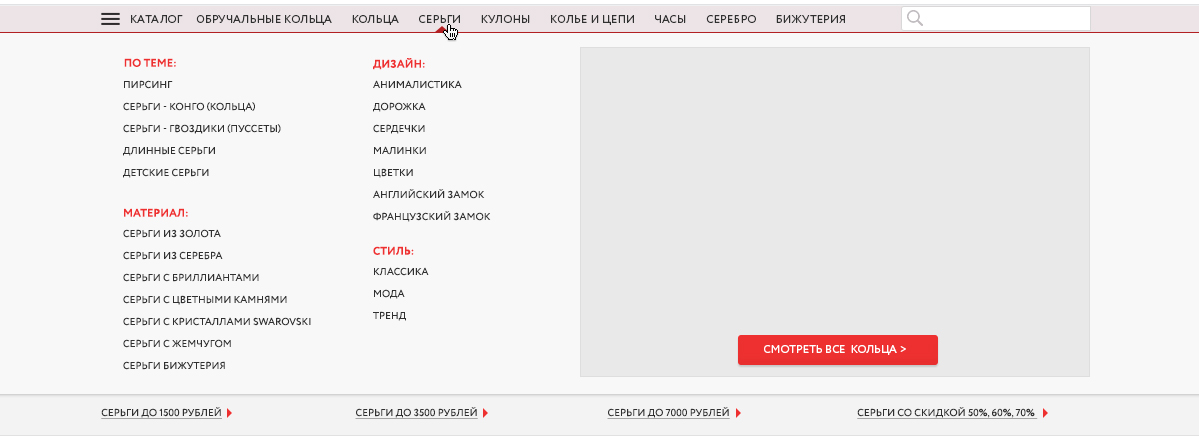 КАТАЛОГ ОБРУЧАЛЬНЫЕ КОЛЬЦА КОЛЬЦА СЕРЬГИ КУЛОНЫ КОЛЬЕ И ЦЕПИ ЧАСЫ СЕРЕБРО БИЖУТЕРИЯ
ПО ТЕМЕ:
ПИРСИНГ
СЕРЬГИ - КОНГО (КОЛЬЦА)
СЕРЬГИ - ГВОЗДИКИ (ПУССЕТЫ)
ДЛИННЫЕ СЕРЬГИ
ДЕТСКИЕ СЕРЬГИ
МАТЕРИАЛ:
СЕРЬГИ ИЗ ЗОЛОТА
СЕРЬГИ ИЗ СЕРЕБРА
СЕРЬГИ С БРИЛЛИАНТАМИ
СЕРЬГИ С ЦВЕТНЫМИ КАМНЯМИ
СЕРЬГИ С КРИСТАЛЛАМИ SWAROVSKI
СЕРЬГИ С ЖЕМЧУГОМ
СЕРЬГИ БИЖУТЕРИЯ
ДИЗАЙН:
АНИМАЛИСТИКА
ДОРОЖКА
СЕРДЕЧКИ
МАЛИНКИ
ЦВЕТКИ
АНГЛИЙСКИЙ ЗАМОК
ФРАНЦУЗСКИЙ ЗАМОК
СТИЛЬ:
КЛАССИКА
МОДА
ТРЕНД
СМОТРЕТЬ ВСЕ КОЛЬЦА >
СЕРЬГИ ДО 1500 РУБЛЕЙ
СЕРЬГИ ДО 3500 РУБЛЕЙ
СЕРЬГИ ДО 7000 РУБЛЕЙ
СЕРЬГИ СО СКИДКОЙ 50%, 60%, 70%